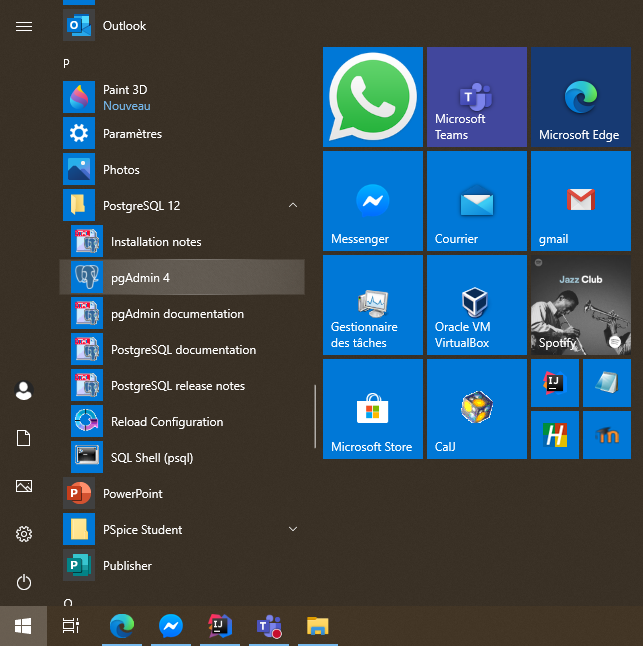 Outlook
P
Paint 3D
Nouveau
Paramètres
Photos
PostgreSQL 12
Installation notes
pgAdmin 4
pgAdmin documentation
PostgreSQL documentation
PostgreSQL release notes
Reload Configuration
SQL Shell (psql)
PowerPoint
PSpice Student
Publisher
Microsoft
Teams
Microsoft Edge
Messenger
Courrier
gmail
Gestionnaire
des tâches
Oracle VM
VirtualBox
Jazz Club
Spotify
Microsoft Store
CalJ